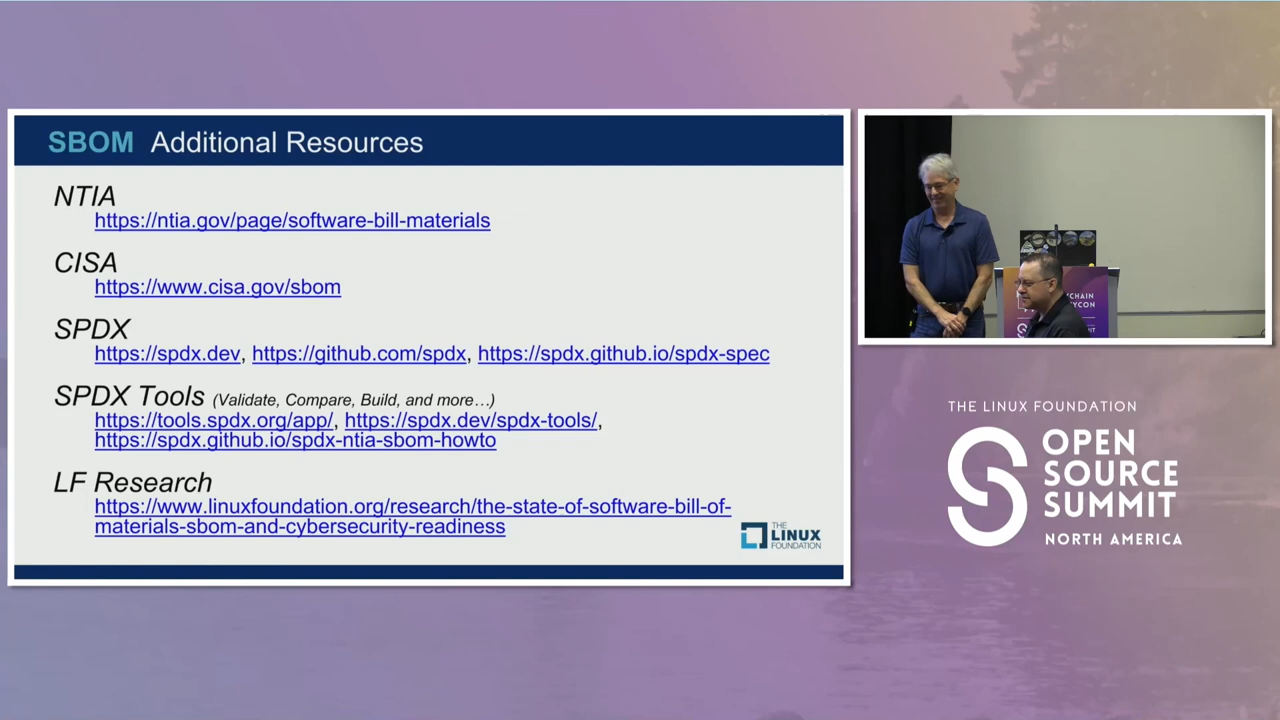 SBOM Additional Resources
NTIA
https://ntia.gov/page/software-bill-materials
CISA
https://www.cisa.gov/sbom
SPDX
https://spdx.dev, https://github.com/spdx, https://spdx.github.io/spdx-spec
SPDX Tools (Validate, Compare, Build, and more…)
https://tools.spdx.org/app/, https://spdx.dev/spdx-tools/,
https://spdx.github.io/spdx-ntia-sbom-howto
LF Research
https://www.linuxfoundation.org/research/the-state-of-software-bill-of-
materials-sbom-and-cybersecurity-readiness
THE
LINUX
FOUNDATION
THE LINUX FOUNDATION
OPEN
SOURCE
SUMMIT
NORTH AMERICA